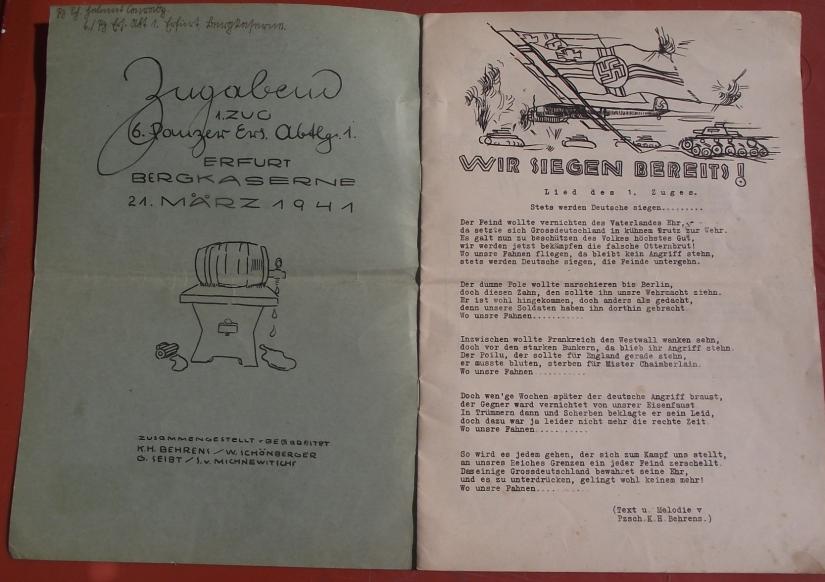 6./Pz Ers. Abt 1. Erfurt Bergkaserne.
Zugabend
1. ZUG
6. Panzer Ers. Abtlg. 1.
ERFURT
BERGKASERNE
21. MÄRZ 1941
ZUSAMMENGESTELLT + BEARBEITET
K.H. BEHRENS / W. SCHÖNBERGER
G. SEIBT / J.v. MICHNEWITSCH
WIR SIEGEN BEREITS!
Lied des 1. Zuges.
Stets werden Deutsche siegen.........
Der Feind wollte vernichten des Vaterlandes Ehr,
da setzte sich Grossdeutschland in kühnem Trutz zur Wehr.
Es galt nun zu beschützen des Volkes höchstes Gut,
wir werden jetzt bekämpfen die falsche Otternbrut!
Wo unsre Fahnen fliegen, da bleibt kein Angriff stehn,
stets werden Deutsche siegen, die Feinde untergehn.
Der dumme Pole wollte marschieren bis Berlin,
doch diesen Zahn, den sollte ihn unsre Wehrmacht ziehn.
Er ist wohl hingekommen, doch anders als gedacht,
denn unsere Soldaten haben ihn dorthin gebracht
Wo unsre Fahnen...........
Inzwischen wollte Frankreich den Westwall wanken sehn,
doch vor den starken Bunkern, da blieb ihr Angriff stehn.
Der Poilu, der sollte für England gerade stehn,
er musste bluten, sterben für Mister Chaimberlain.
Wo unsre Fahnen...........
Doch wen'ge Wochen später der deutsche Angriff braust,
der Gegner ward vernichtet von unsrer Eisenfaust
In Trümmern dann und Scherben beklagte er sein Leid,
doch dazu war ja leider nicht mehr die rechte Zeit.
Wo unsre Fahnen...........
So wird es jedem gehen, der sich zum Kampf uns stellt,
an unsres Reiches Grenzen ein jeder Feind zerschellt.
Das einige Grossdeutschland bewahret seine Ehr,
und es zu unterdrücken, gelingt wohl keinem mehr!
Wo unsre Fahnen...........
(Text u. Melodie v
Pzsch.K.H.Behrens.)